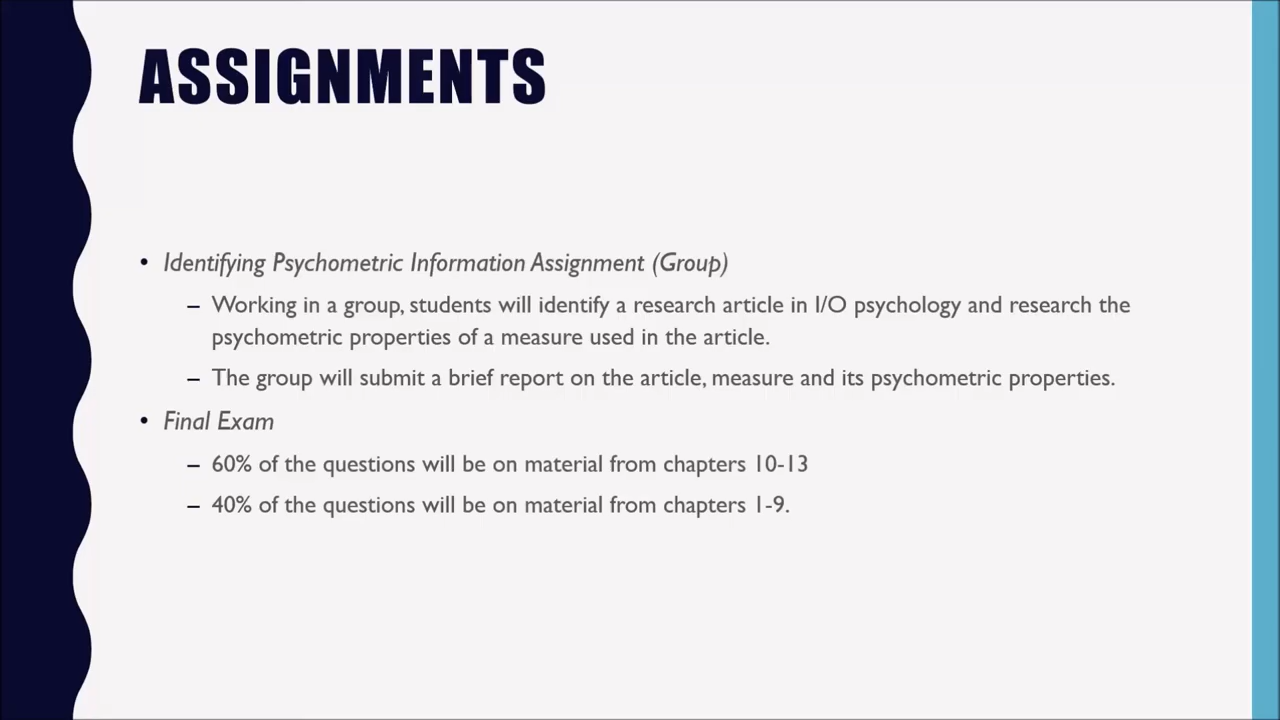 ASSIGNMENTS
• Identifying Psychometric Information Assignment (Group)
– Working in a group, students will identify a research article in I/O psychology and research the
psychometric properties of a measure used in the article.
– The group will submit a brief report on the article, measure and its psychometric properties.
• Final Exam
– 60% of the questions will be on material from chapters 10-13
– 40% of the questions will be on material from chapters 1-9.